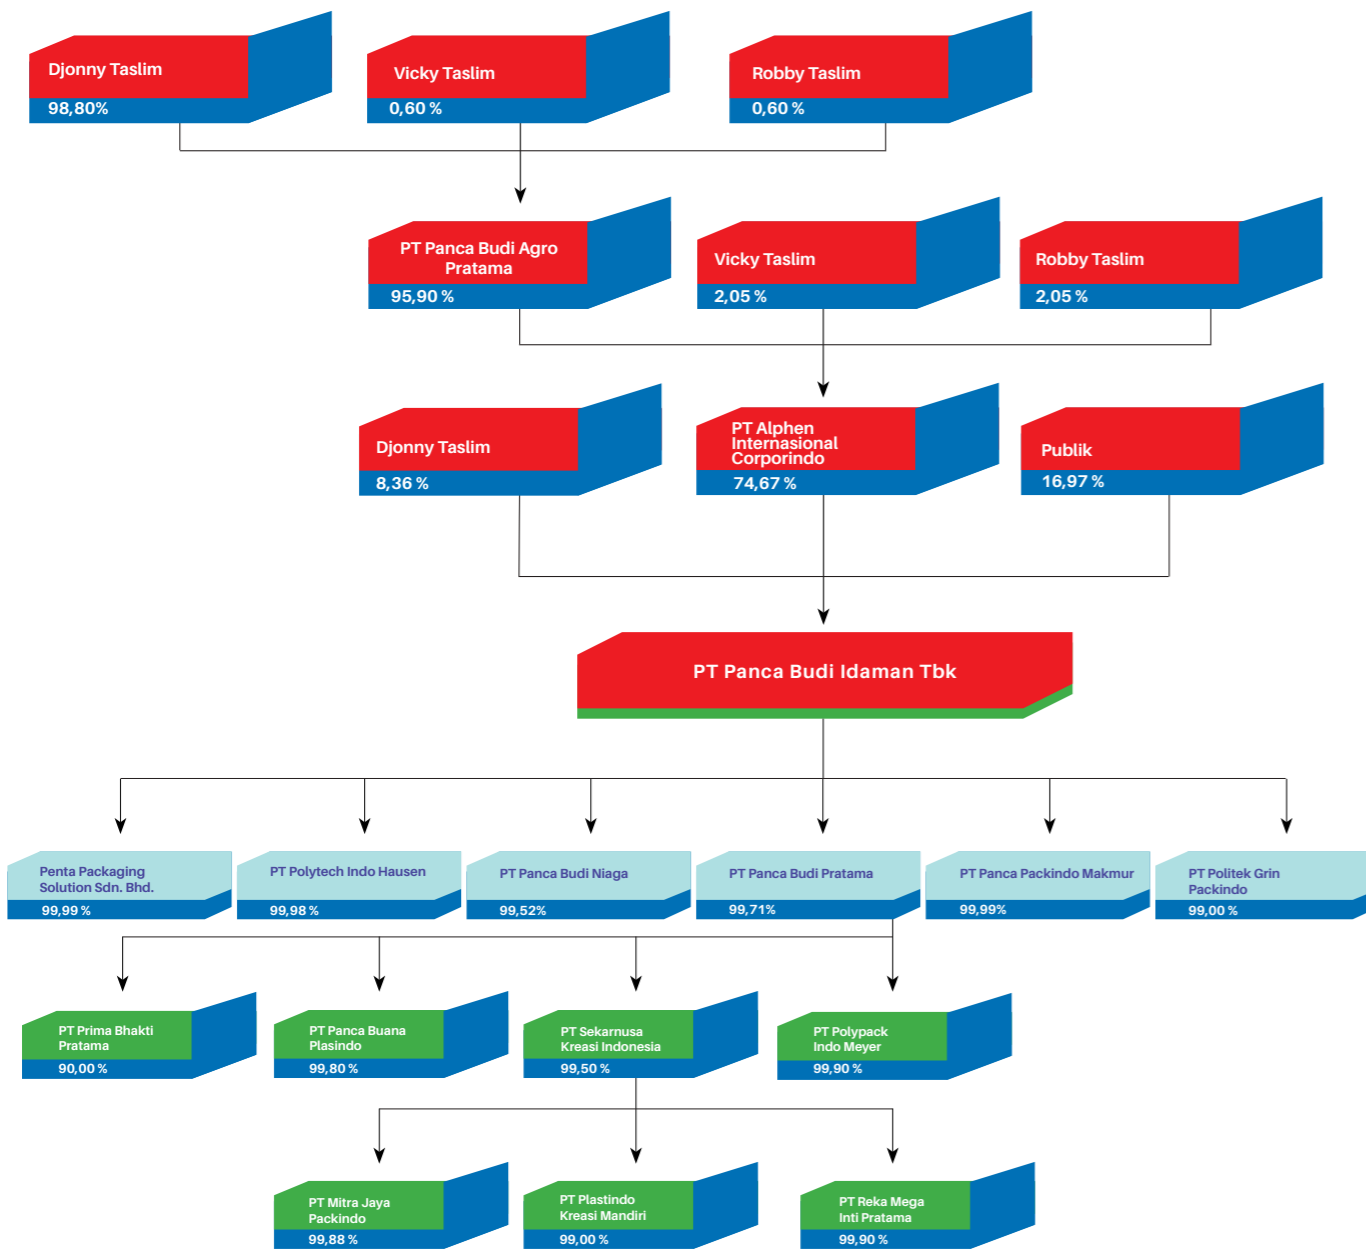 Djonny Taslim
98,80%
Vicky Taslim
0,60 %
Robby Taslim
0,60 %
PT Panca Budi Agro
Pratama
95,90 %
Vicky Taslim
2,05 %
Robby Taslim
2,05 %
Djonny Taslim
8,36 %
PT Alphen
Internasional
Corporindo
74,67 %
Publik
16,97 %
PT Panca Budi Idaman Tbk
Penta Packaging
Solution Sdn. Bhd.
99,99 %
PT Polytech Indo Hausen
99,98 %
PT Panca Budi Niaga
99,52%
PT Panca Budi Pratama
99,71%
PT Panca Packindo Makmur
99,99%
PT Politek Grin
Packindo
99,00 %
PT Prima Bhakti
Pratama
90,00 %
PT Panca Buana
Plasindo
99,80 %
PT Sekarnusa
Kreasi Indonesia
99,50 %
PT Polypack
Indo Meyer
99,90 %
PT Mitra Jaya
Packindo
99,88 %
PT Plastindo
Kreasi Mandiri
99,00 %
PT Reka Mega
Inti Pratama
99,90 %